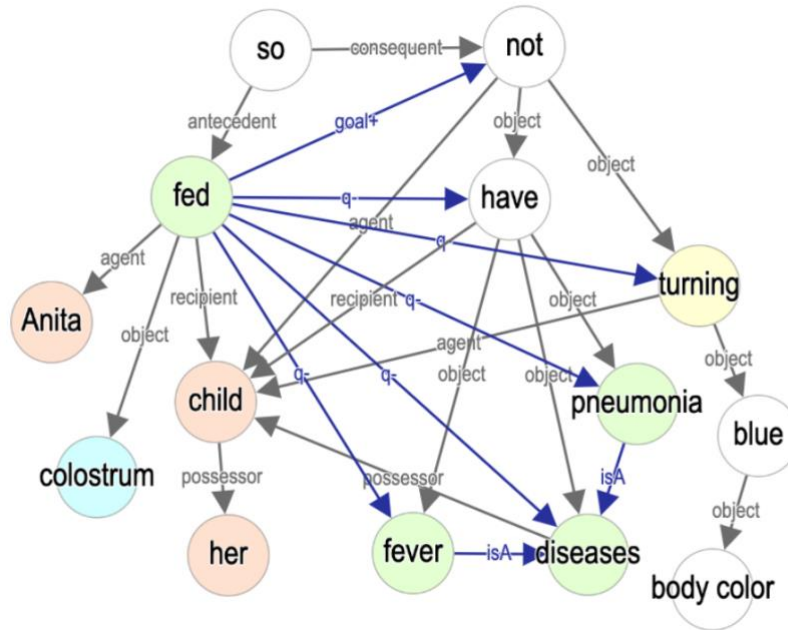 so
consequent
not
antecedent
goal+
object
object
fed
q-
have
agent
q-
agent
turning
Anita
recipient
recipient
q-
object
object
agent
object
child
q-
q-
object
object
pneumonia
blue
colostrum
possessor
possessor
isA
object
her
fever
isA
diseases
body color